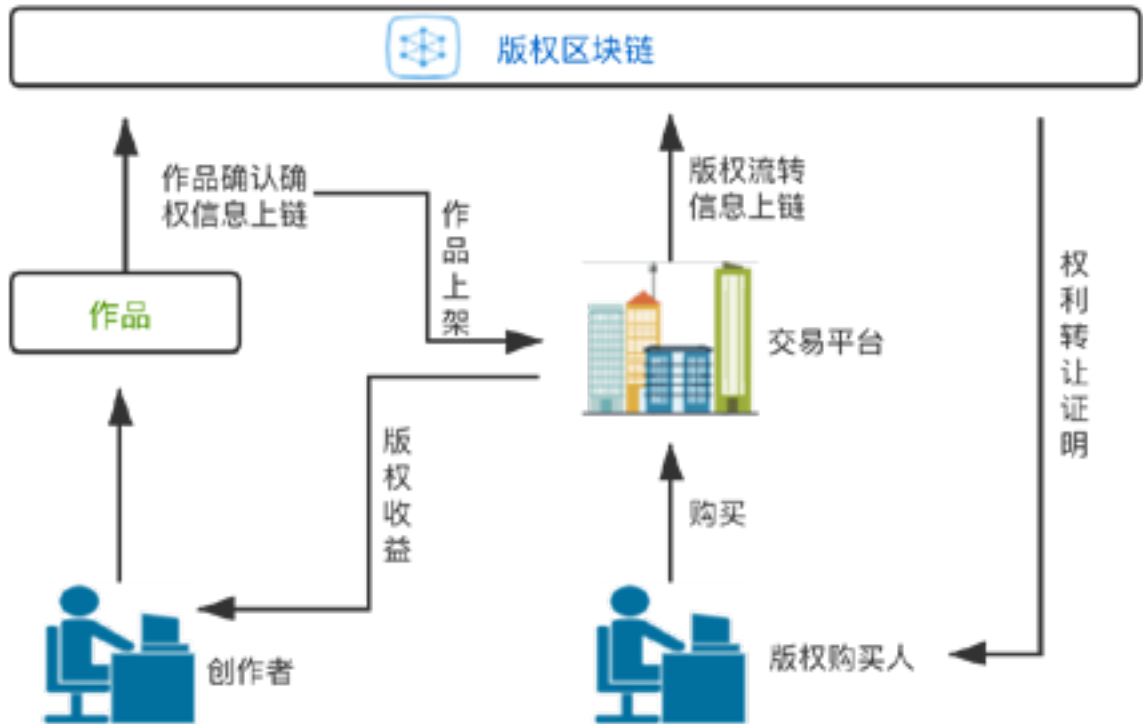 版权区块链
作品确认确
权信息上链
作品上架
版权流转
信息上链
权利转让证明
作品
交易平台
版权收益
购买
创作者
版权购买人